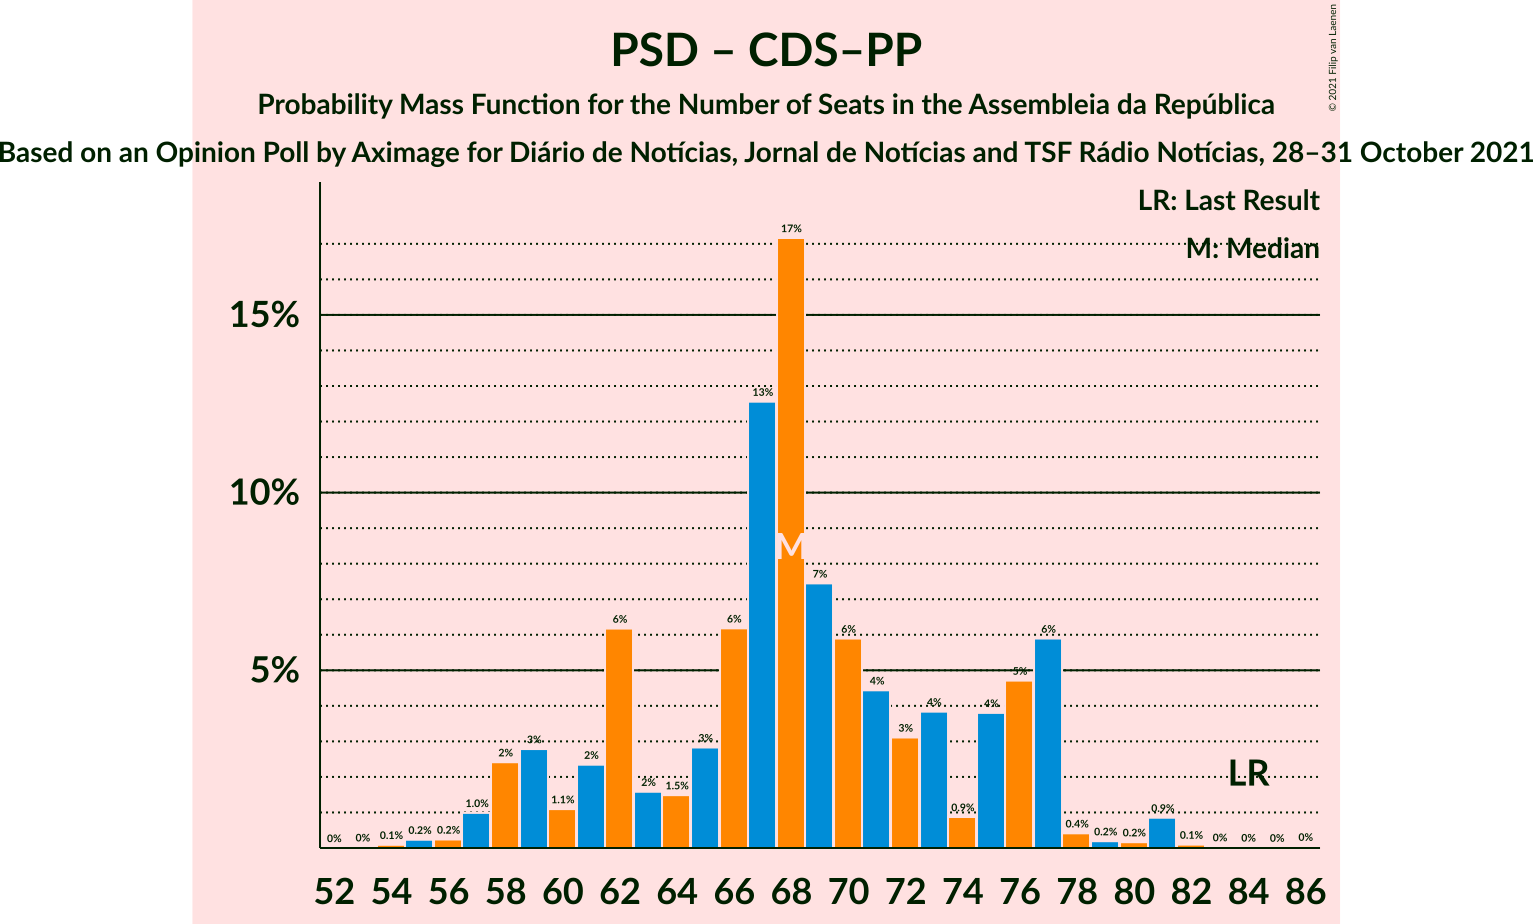 PSD – CDS–PP
Probability Mass Function for the Number of Seats in the Assembleia da República
Based on an Opinion Poll by Aximage for Diário de Notícias, Jornal de Notícias and TSF Rádio Notícias, 28–31 October 2021
© 2021 Filip van Laenen
LR: Last Result
M: Median
15%
10%
5%
0% 0% 0.1% 0.2% 0.2% 1.0% 2% 3% 1.1% 2% 6% 2% 1.5% 3% 6% 13% 17% 7% 6% 4% 3% 4% 0.9% 4% 5% 6% 0.4% 0.2% 0.2% 0.9% 0.1% 0% 0% 0% 0%
M
LR
52 54 56 58 60 62 64 66 68 70 72 74 76 78 80 82 84 86